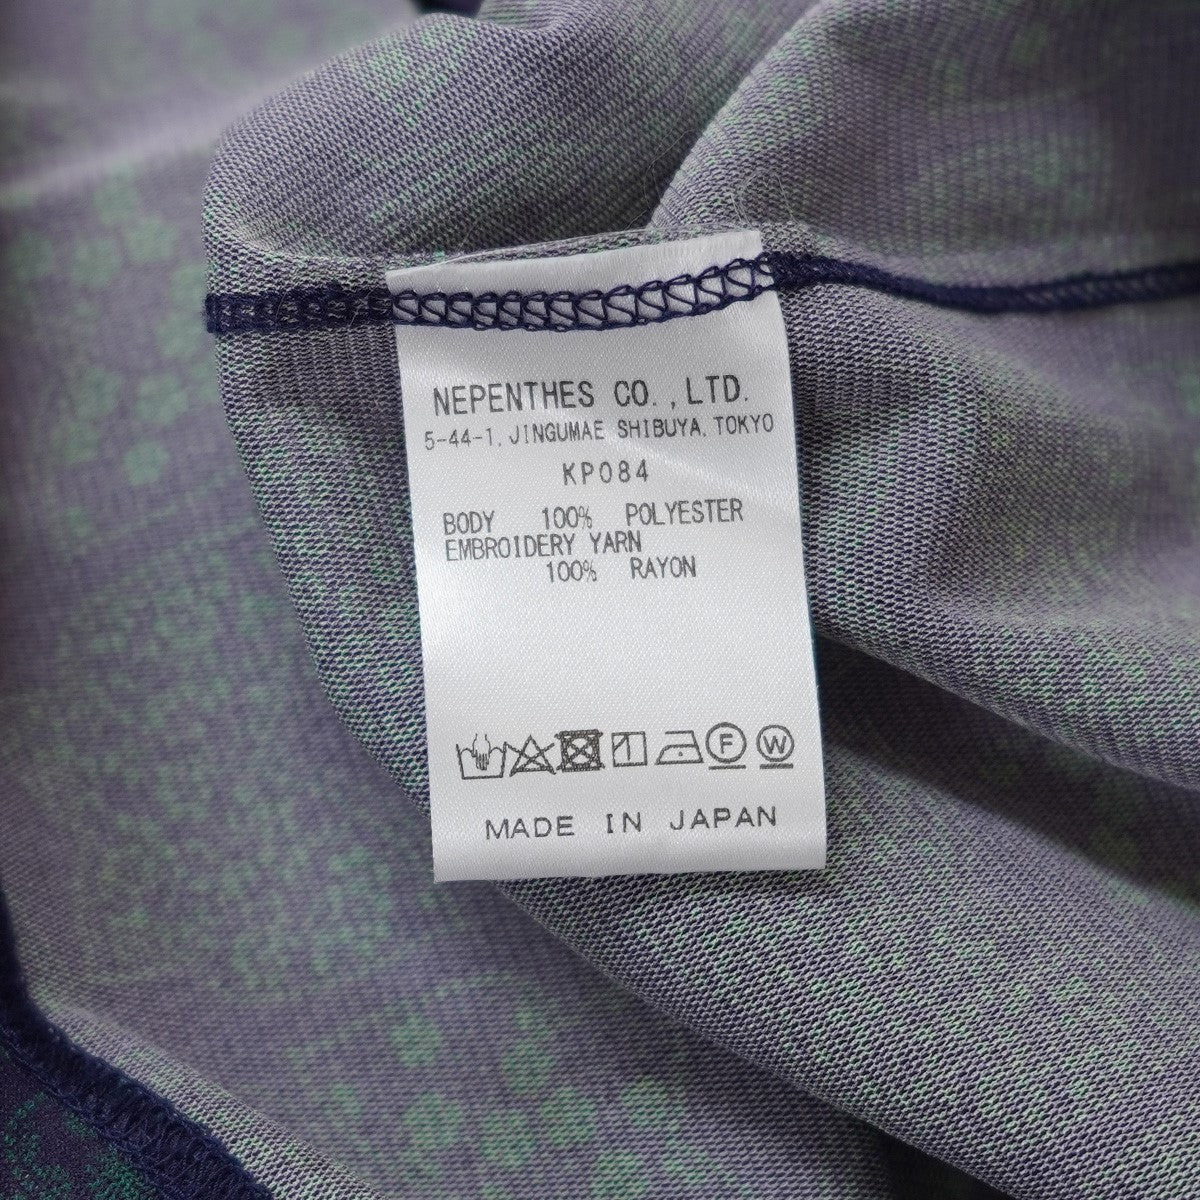 NEPENTHES CO.,LTD.
5-44-1, JINGUMAE SHIBUYA, TOKYO
KP084
BODY 100% POLYESTER
EMBROIDERY YARN
100% RAYON
F W
MADE IN JAPAN